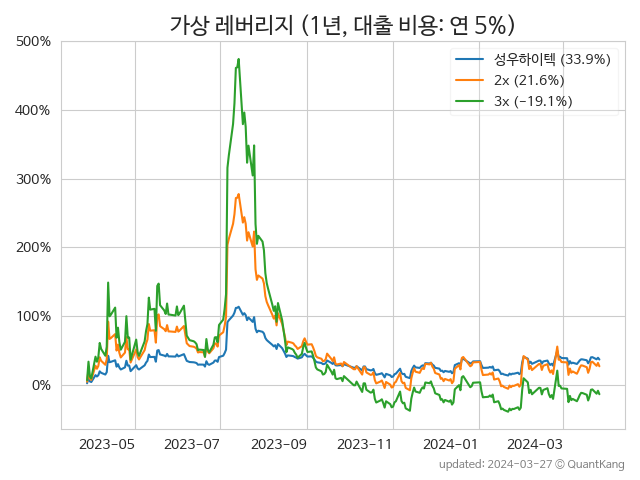 가상 레버리지 (1년, 대출 비용: 연 5%)
500%
400%
300%
200%
100%
0%
성우하이텍 (33.9%)
2x (21.6%)
3x (-19.1%)
2023-05
2023-07
2023-09
2023-11
2024-01
2024-03
updated: 2024-03-27 © QuantKang